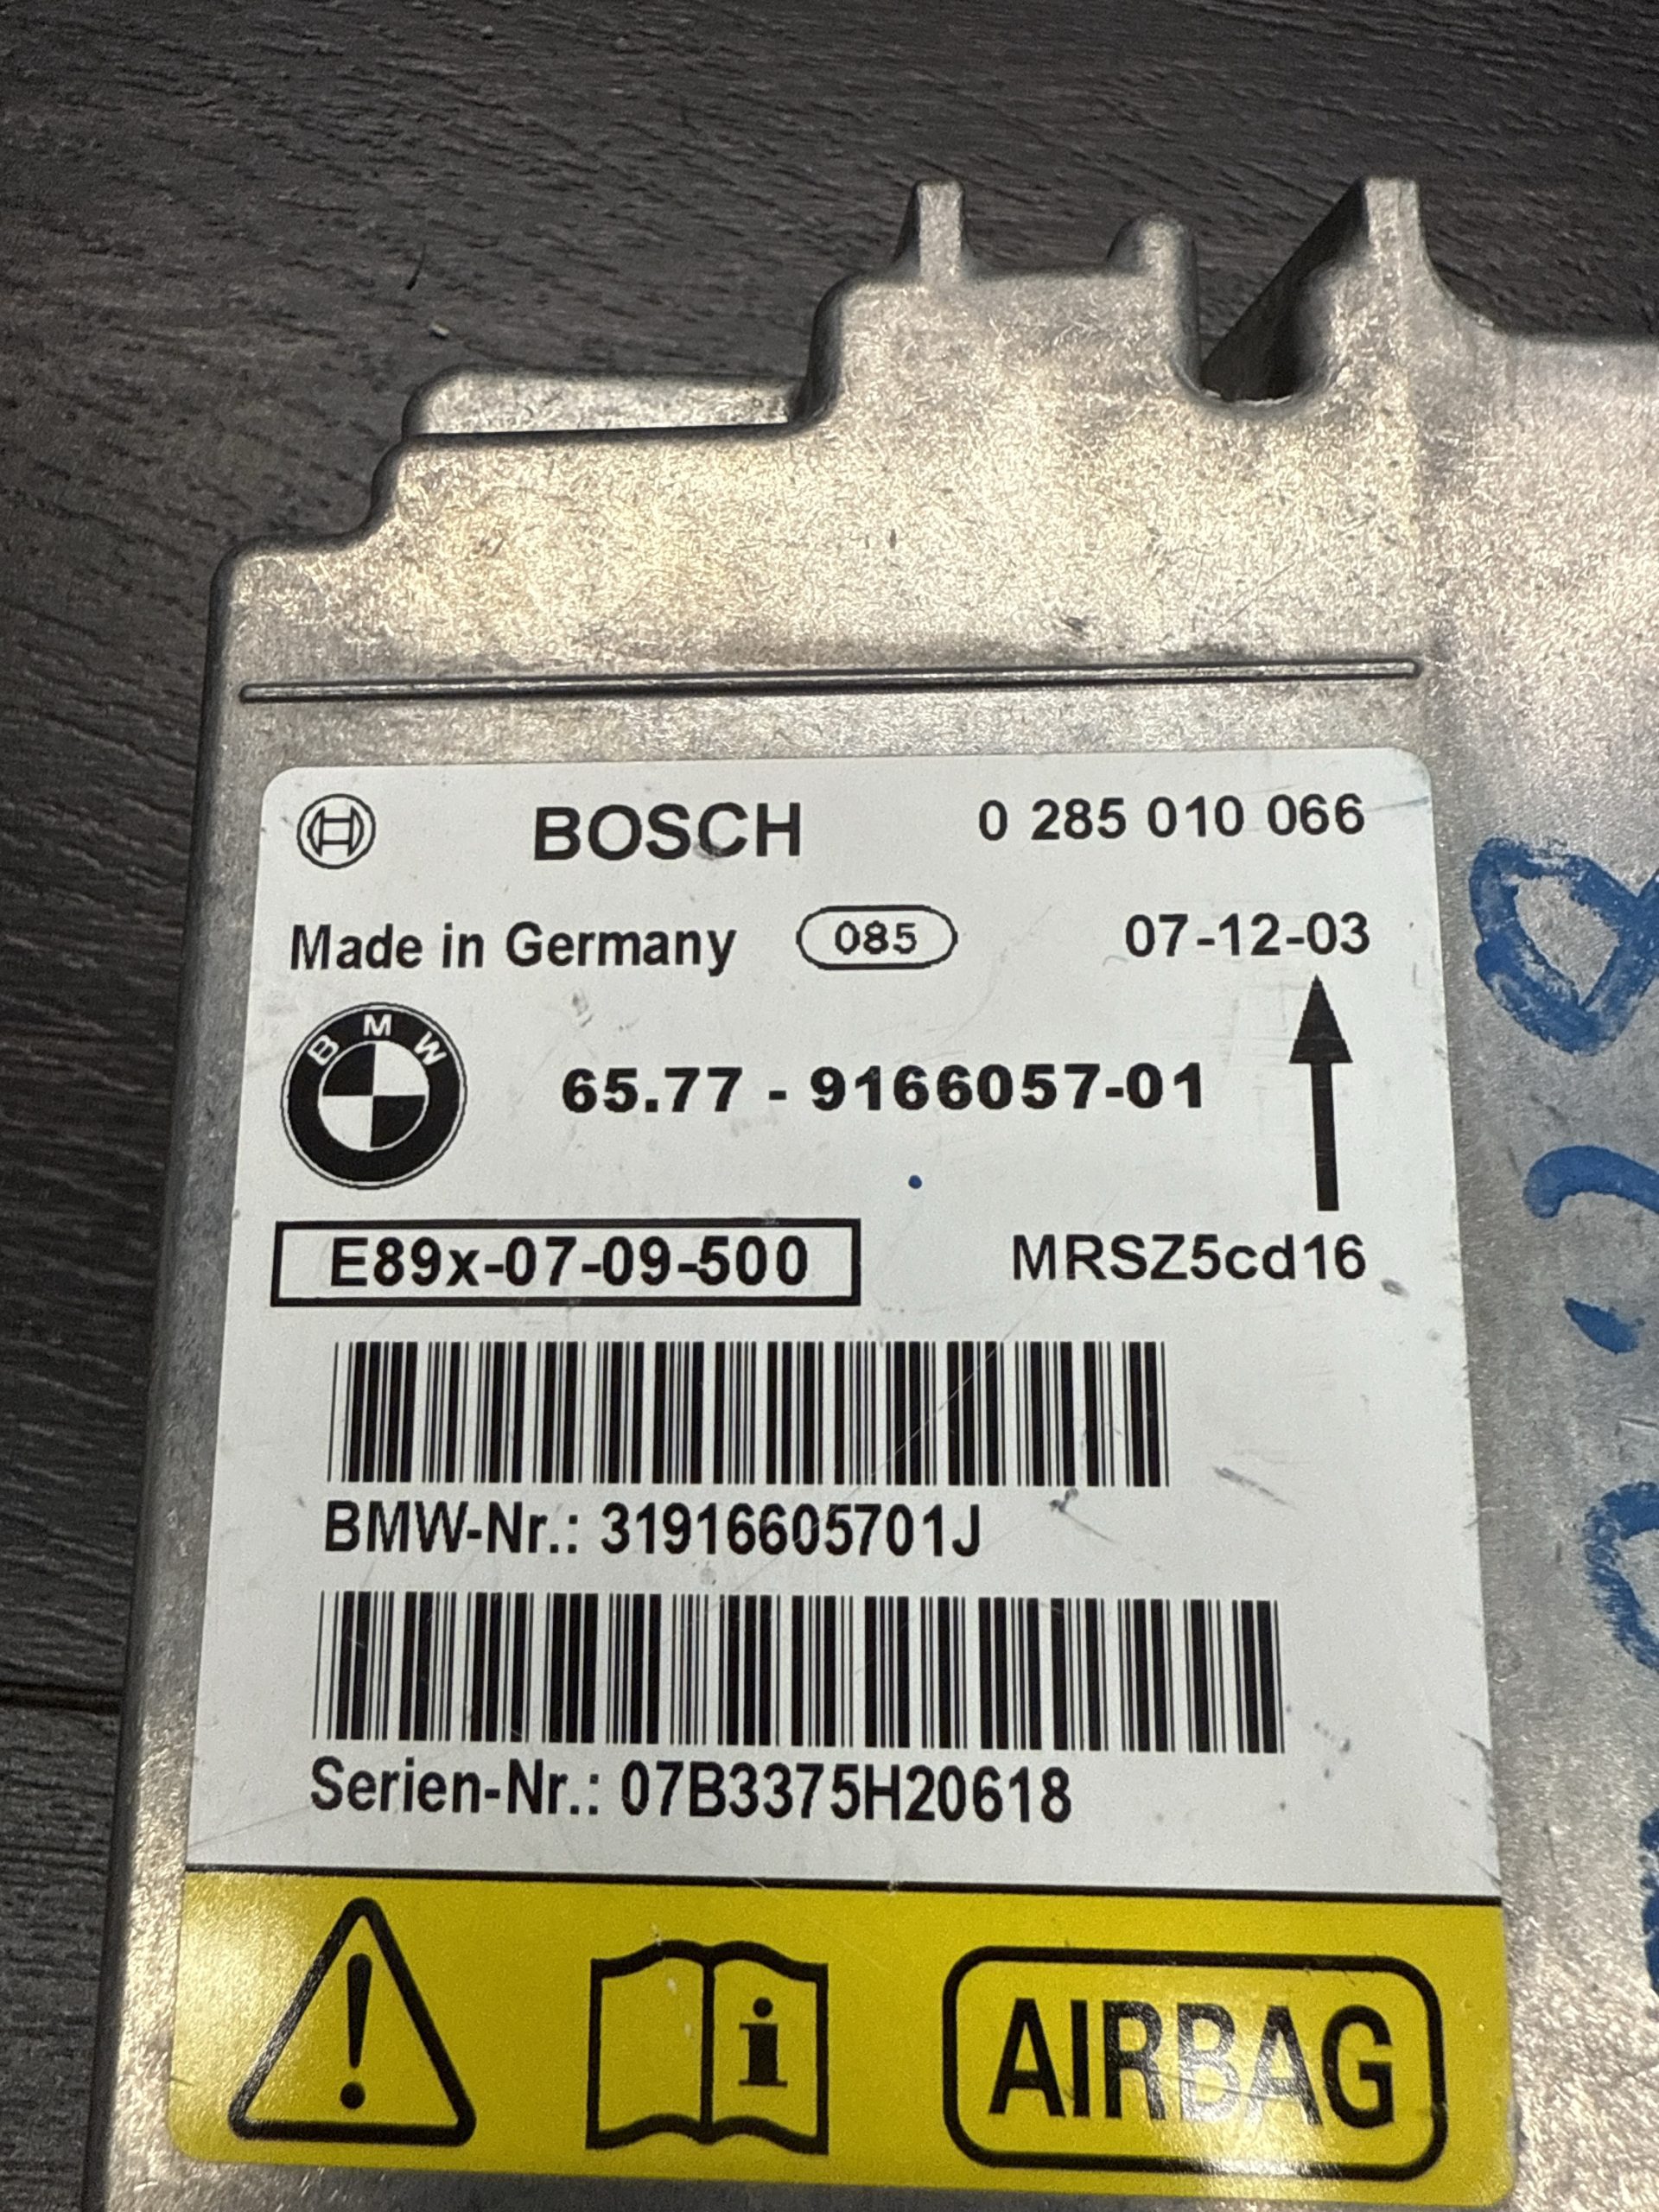 BOSCH 0 285 010 066
Made in Germany 085 07-12-03
BMW
65.77 - 9166057-01
E89x-07-09-500 MRSZ5cd16
BMW-Nr.: 31916605701J
Serien-Nr.: 07B3375H20618
! i AIRBAG